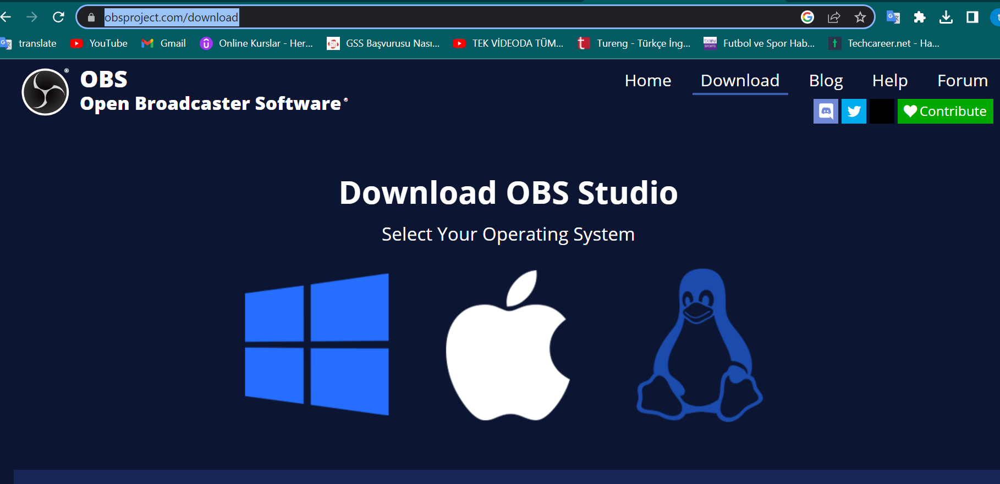 obsproject.com/download
translate YouTube Gmail Online Kurslar - Her... GSS Başvurusu Nası... TEK VİDEODA TÜM... Tureng - Türkçe İng... Futbol ve Spor Hab... Techcareer.net - Ha...
OBS
Open Broadcaster Software
Home Download Blog Help Forum
Contribute
Download OBS Studio
Select Your Operating System